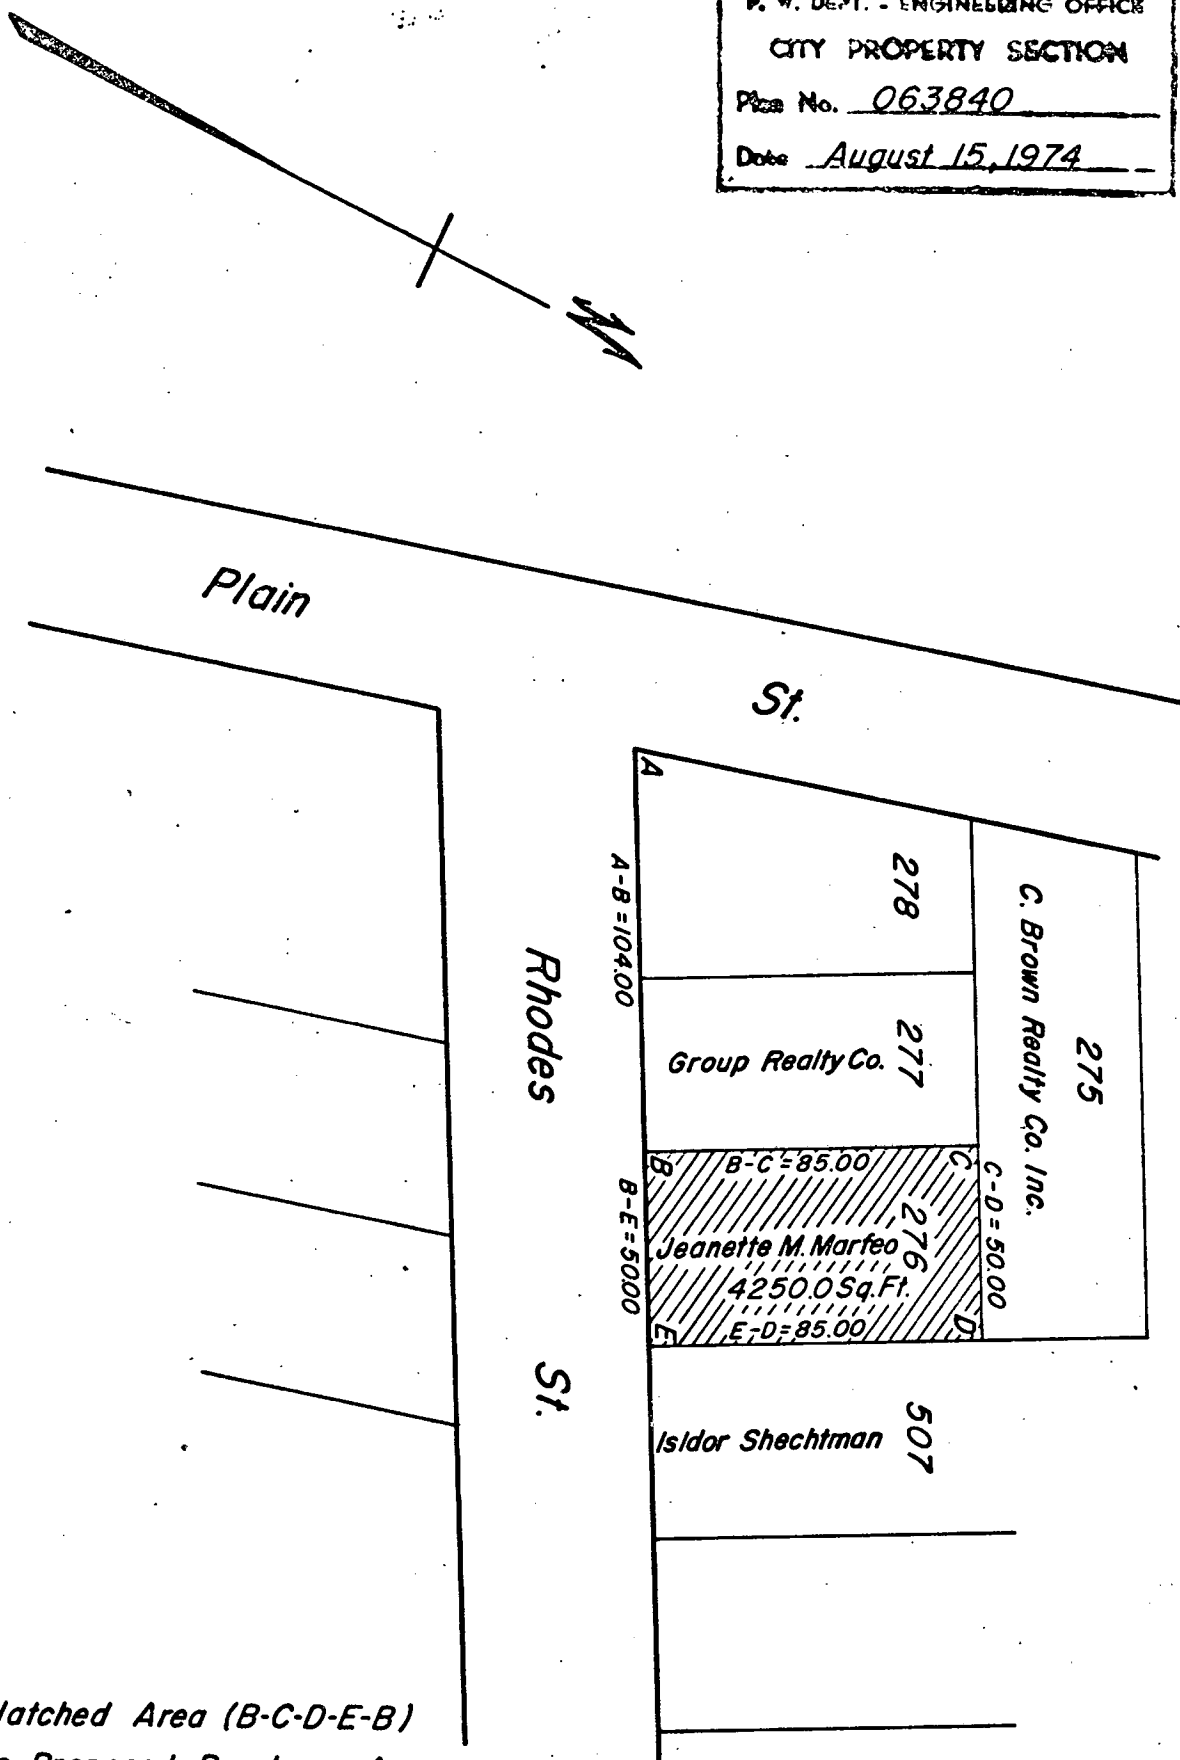 P. W. DEPT. - ENGINEERING OFFICE
CITY PROPERTY SECTION
Plan No. 063840
Date August 15, 1974
N
Plain
St.
A
A-B = 104.00
278
C. Brown Realty Co. Inc.
275
Rhodes
St.
Group Realty Co.
277
B
B-C = 85.00
C
C-D = 50.00
B-E = 50.00
Jeanette M. Marfeo
276
4250.0 Sq. Ft.
E
E-D = 85.00
D
Isidor Shechtman
507
Hatched Area (B-C-D-E-B)
Proposed